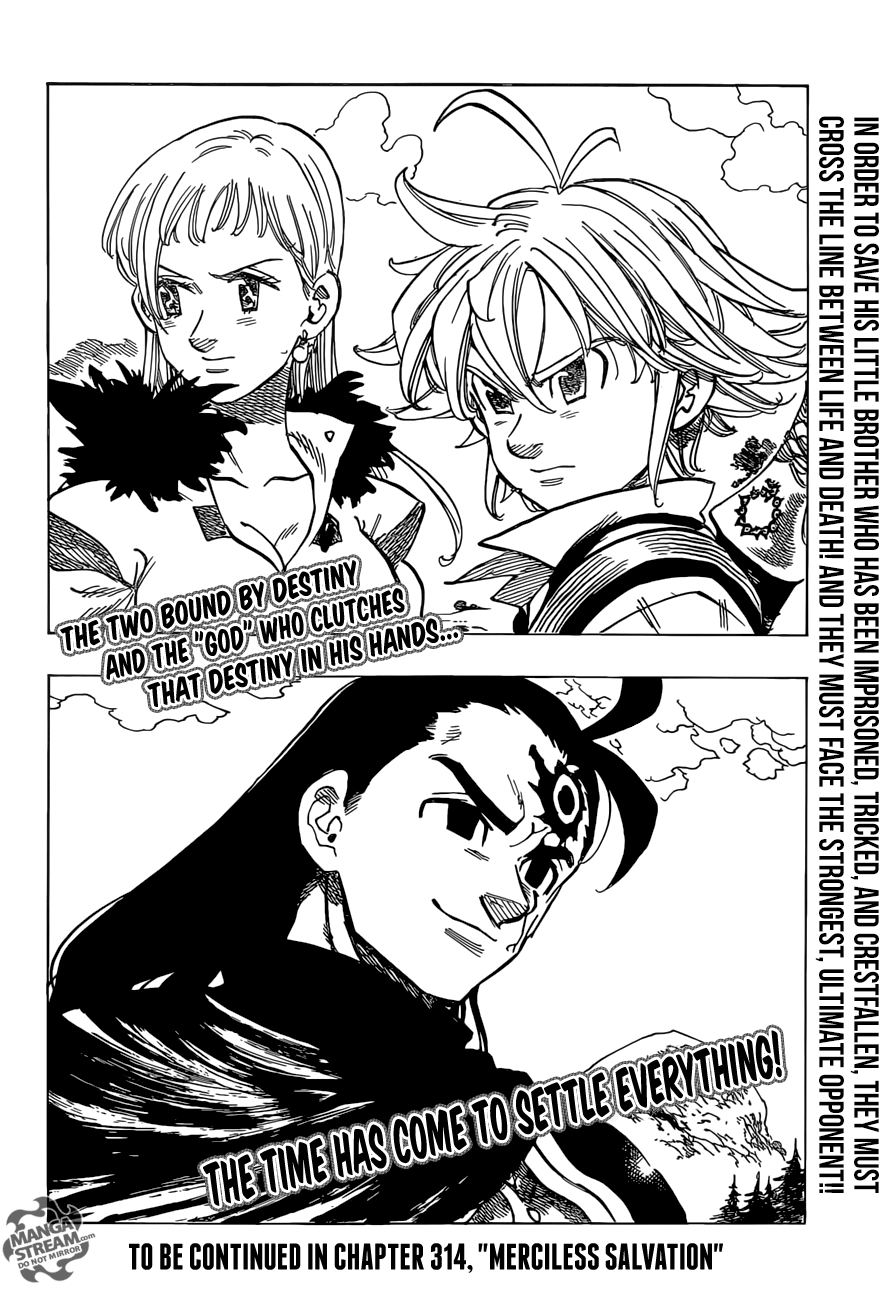 IN ORDER TO SAVE HIS LITTLE BROTHER WHO HAS BEEN IMPRISONED, TRICKED, AND CRESTFALLEN, THEY MUST
CROSS THE LINE BETWEEN LIFE AND DEATH! AND THEY MUST FACE THE STRONGEST, ULTIMATE OPPONENT!!
THE TWO BOUND BY DESTINY
AND THE "GOD" WHO CLUTCHES
THAT DESTINY IN HIS HANDS...
THE TIME HAS COME TO SETTLE EVERYTHING!
MANGA
STREAM.com
DO NOT MIRROR
TO BE CONTINUED IN CHAPTER 314, "MERCILESS SALVATION"